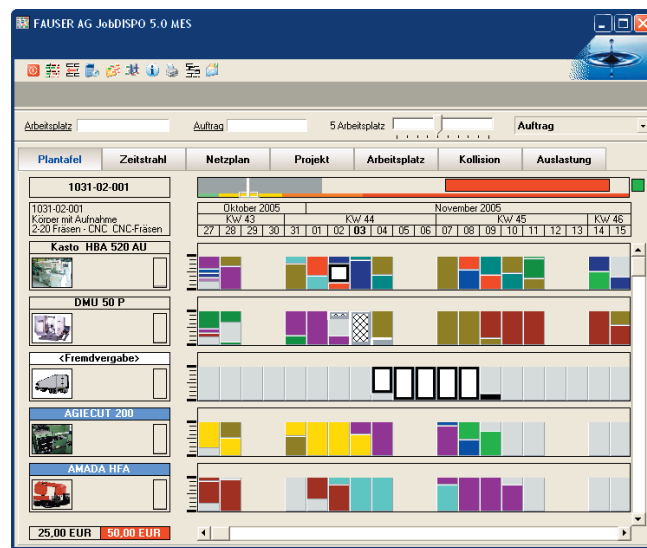 FAUSER AG JobDISPO 5.0 MES
Arbeitsplatz Auftrag 5 Arbeitsplatz Auftrag
Plantafel Zeitstrahl Netzplan Projekt Arbeitsplatz Kollision Auslastung
1031-02-001
1031-02-001
Körper mit Aufnahme
2-20 Fräsen - CNC CNC-Fräsen
Oktober 2005 November 2005
KW 43 KW 44 KW 45 KW 46
27 28 29 30 31 01 02 03 04 05 06 07 08 09 10 11 12 13 14 15
Kasto HBA 520 AU
DMU 50 P
<Fremdvergabe>
AGIECUT 200
AMADA HFA
25,00 EUR 50,00 EUR